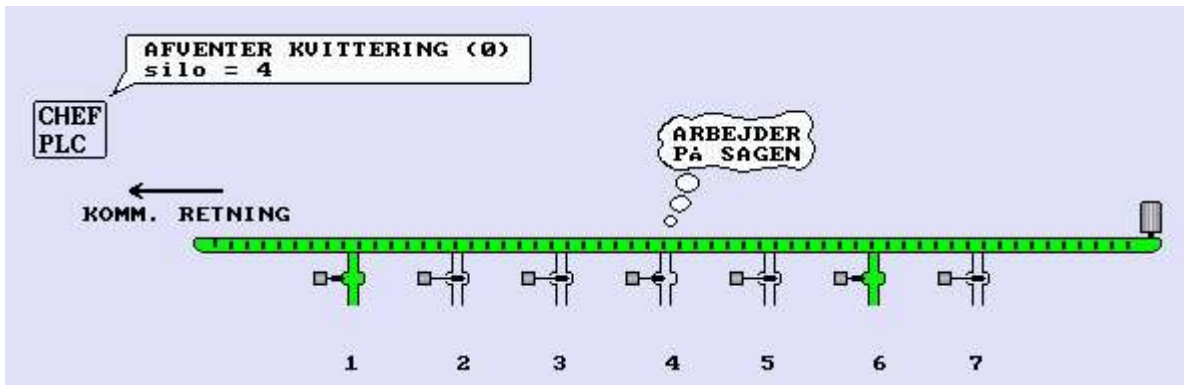 AFVENTER KVITTERING (0)
silo = 4
CHEF
PLC
ARBEJDER
PÅ SAGEN
KOMM. RETNING
1 2 3 4 5 6 7